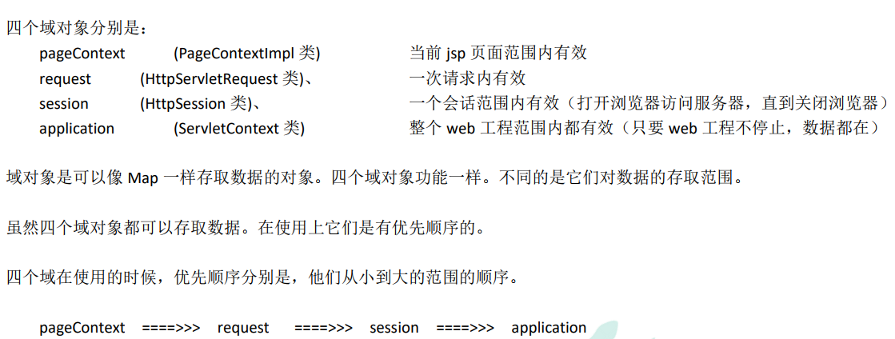 四个域对象分别是：
pageContext (PageContextImpl 类) 当前 jsp 页面范围内有效
request (HttpServletRequest 类)、 一次请求内有效
session (HttpSession 类)、 一个会话范围内有效（打开浏览器访问服务器，直到关闭浏览器）
application (ServletContext 类) 整个 web 工程范围内都有效（只要 web 工程不停止，数据都在）
域对象是可以像 Map 一样存取数据的对象。四个域对象功能一样。不同的是它们对数据的存取范围。
虽然四个域对象都可以存取数据。在使用上它们是有优先顺序的。
四个域在使用的时候，优先顺序分别是，他们从小到大的范围的顺序。
pageContext ====>>> request ====>>> session ====>>> application